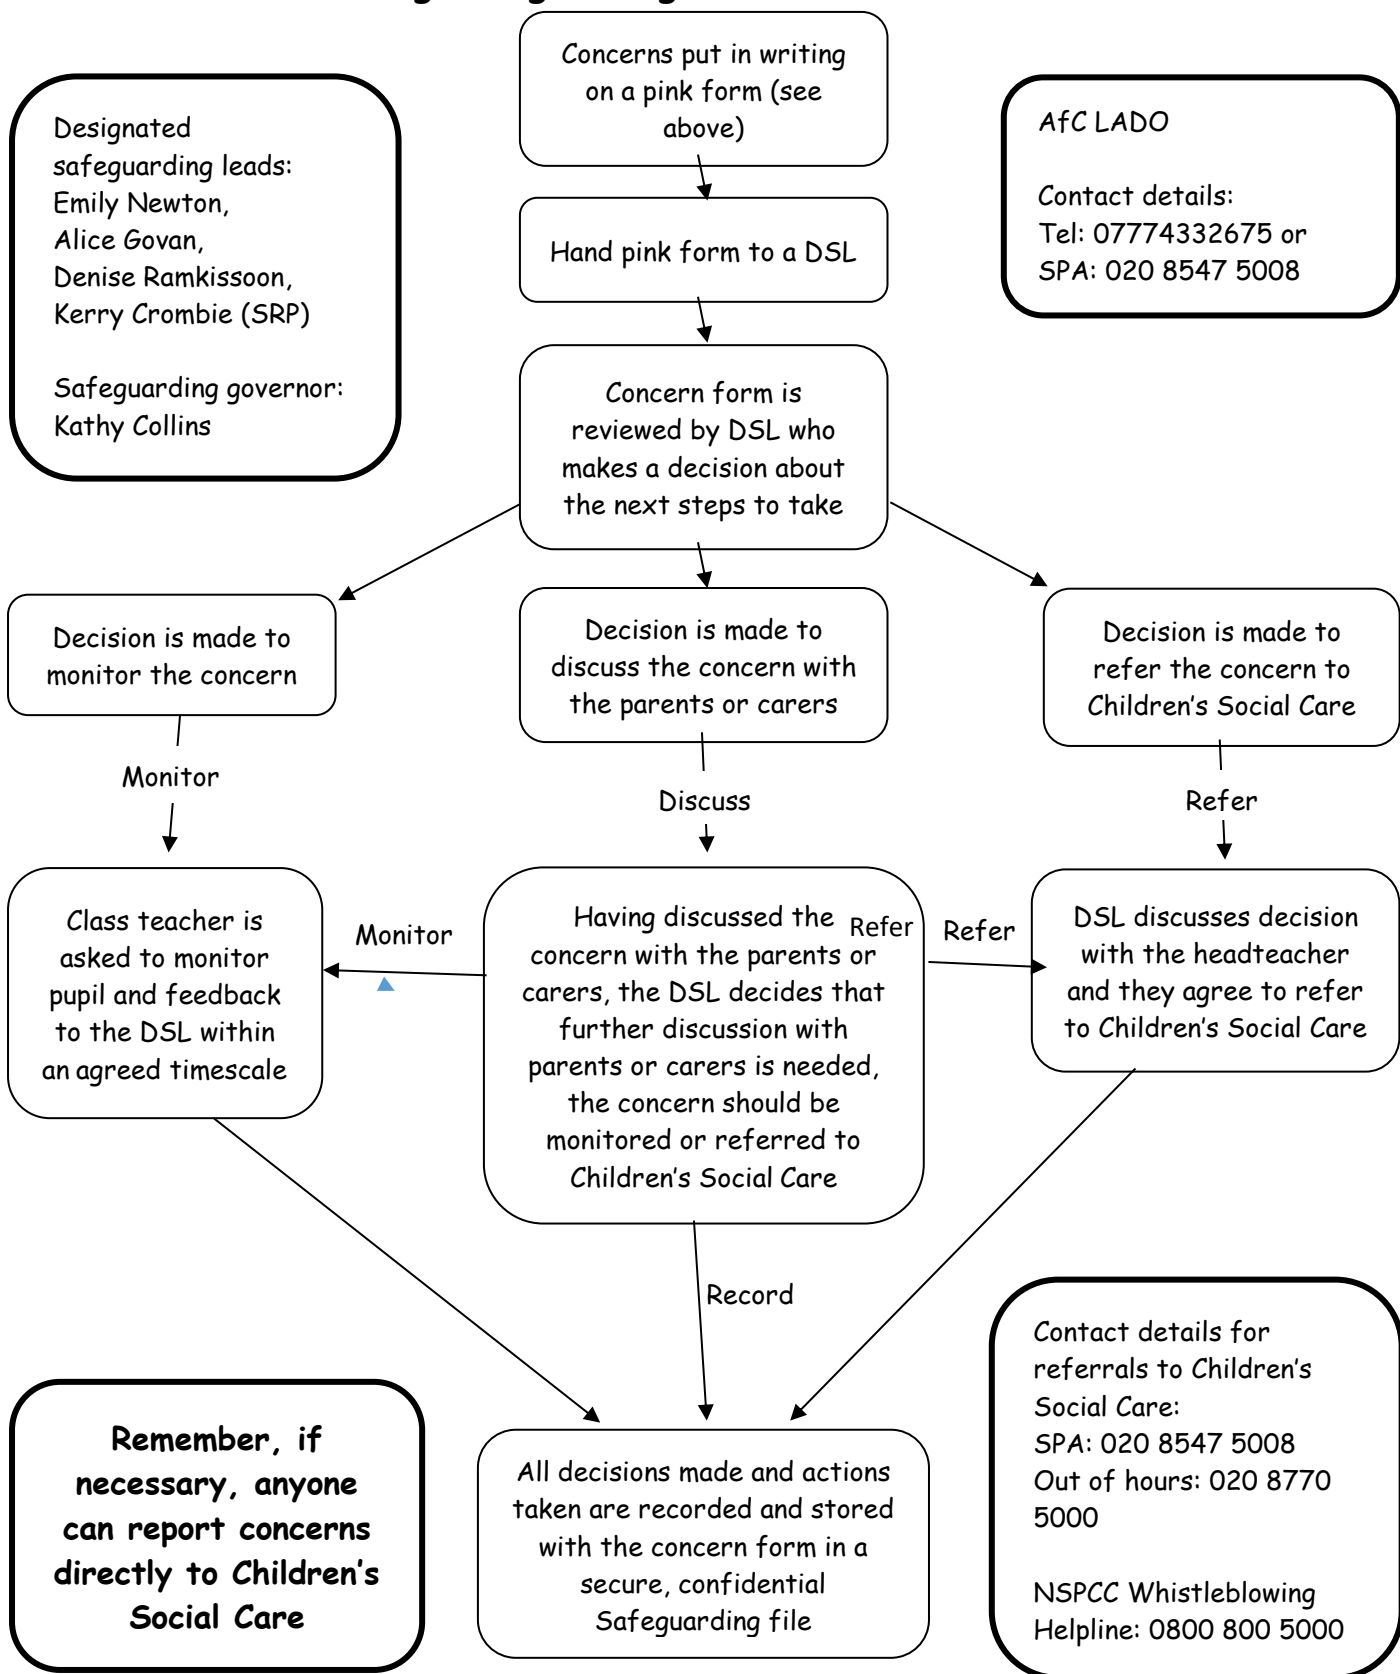 Concerns put in writing
on a pink form (see
above)
Designated
safeguarding leads:
Emily Newton,
Alice Govan,
Denise Ramkissoon,
Kerry Crombie (SRP)
Safeguarding governor:
Kathy Collins
AfC LADO
Contact details:
Tel: 07774332675 or
SPA: 020 8547 5008
Hand pink form to a DSL
Concern form is
reviewed by DSL who
makes a decision about
the next steps to take
Decision is made to
monitor the concern
Decision is made to
discuss the concern with
the parents or carers
Decision is made to
refer the concern to
Children’s Social Care
Monitor
Discuss
Refer
Class teacher is
asked to monitor
pupil and feedback
to the DSL within
an agreed timescale
Monitor
Having discussed the
concern with the parents or
carers, the DSL decides that
further discussion with
parents or carers is needed,
the concern should be
monitored or referred to
Children’s Social Care
Refer
Refer
DSL discusses decision
with the headteacher
and they agree to refer
to Children’s Social Care
Record
Remember, if
necessary, anyone
can report concerns
directly to Children’s
Social Care
All decisions made and actions
taken are recorded and stored
with the concern form in a
secure, confidential
Safeguarding file
Contact details for
referrals to Children’s
Social Care:
SPA: 020 8547 5008
Out of hours: 020 8770
5000
NSPCC Whistleblowing
Helpline: 0800 800 5000